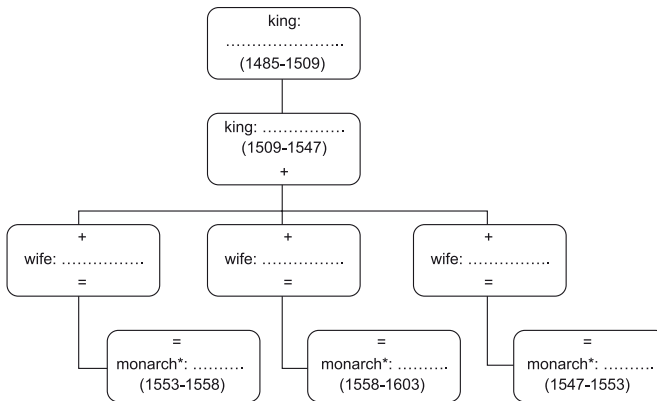 king:
…………………..
(1485-1509)
king: ……………
(1509-1547)
+
+
wife: ……………
=
+
wife: ……………
=
+
wife: ……………
=
=
monarch*: ……….
(1553-1558)
=
monarch*: ……….
(1558-1603)
=
monarch*: ……….
(1547-1553)